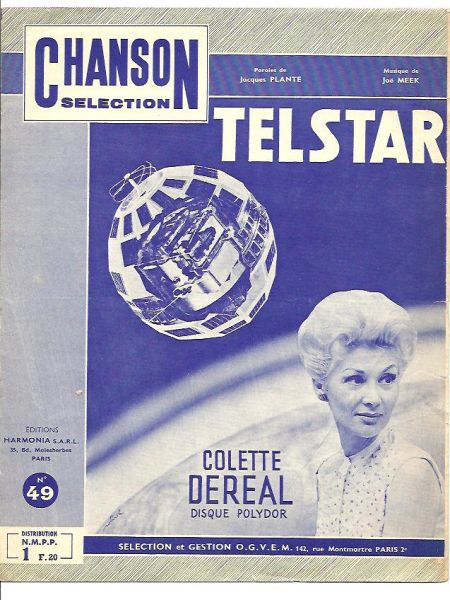 CHANSON
SELECTION
Paroles de
Jacques PLANTE
Musique de
Joë MEEK
TELSTAR
ÉDITIONS
HARMONIA S.A.R.L.
35, Bd. Malesherbes
PARIS
N°
49
COLETTE
DEREAL
DISQUE POLYDOR
DISTRIBUTION
N.M.P.P.
1 F.20
SELECTION et GESTION O.G.V.E.M. 142, rue Montmartre PARIS 2e